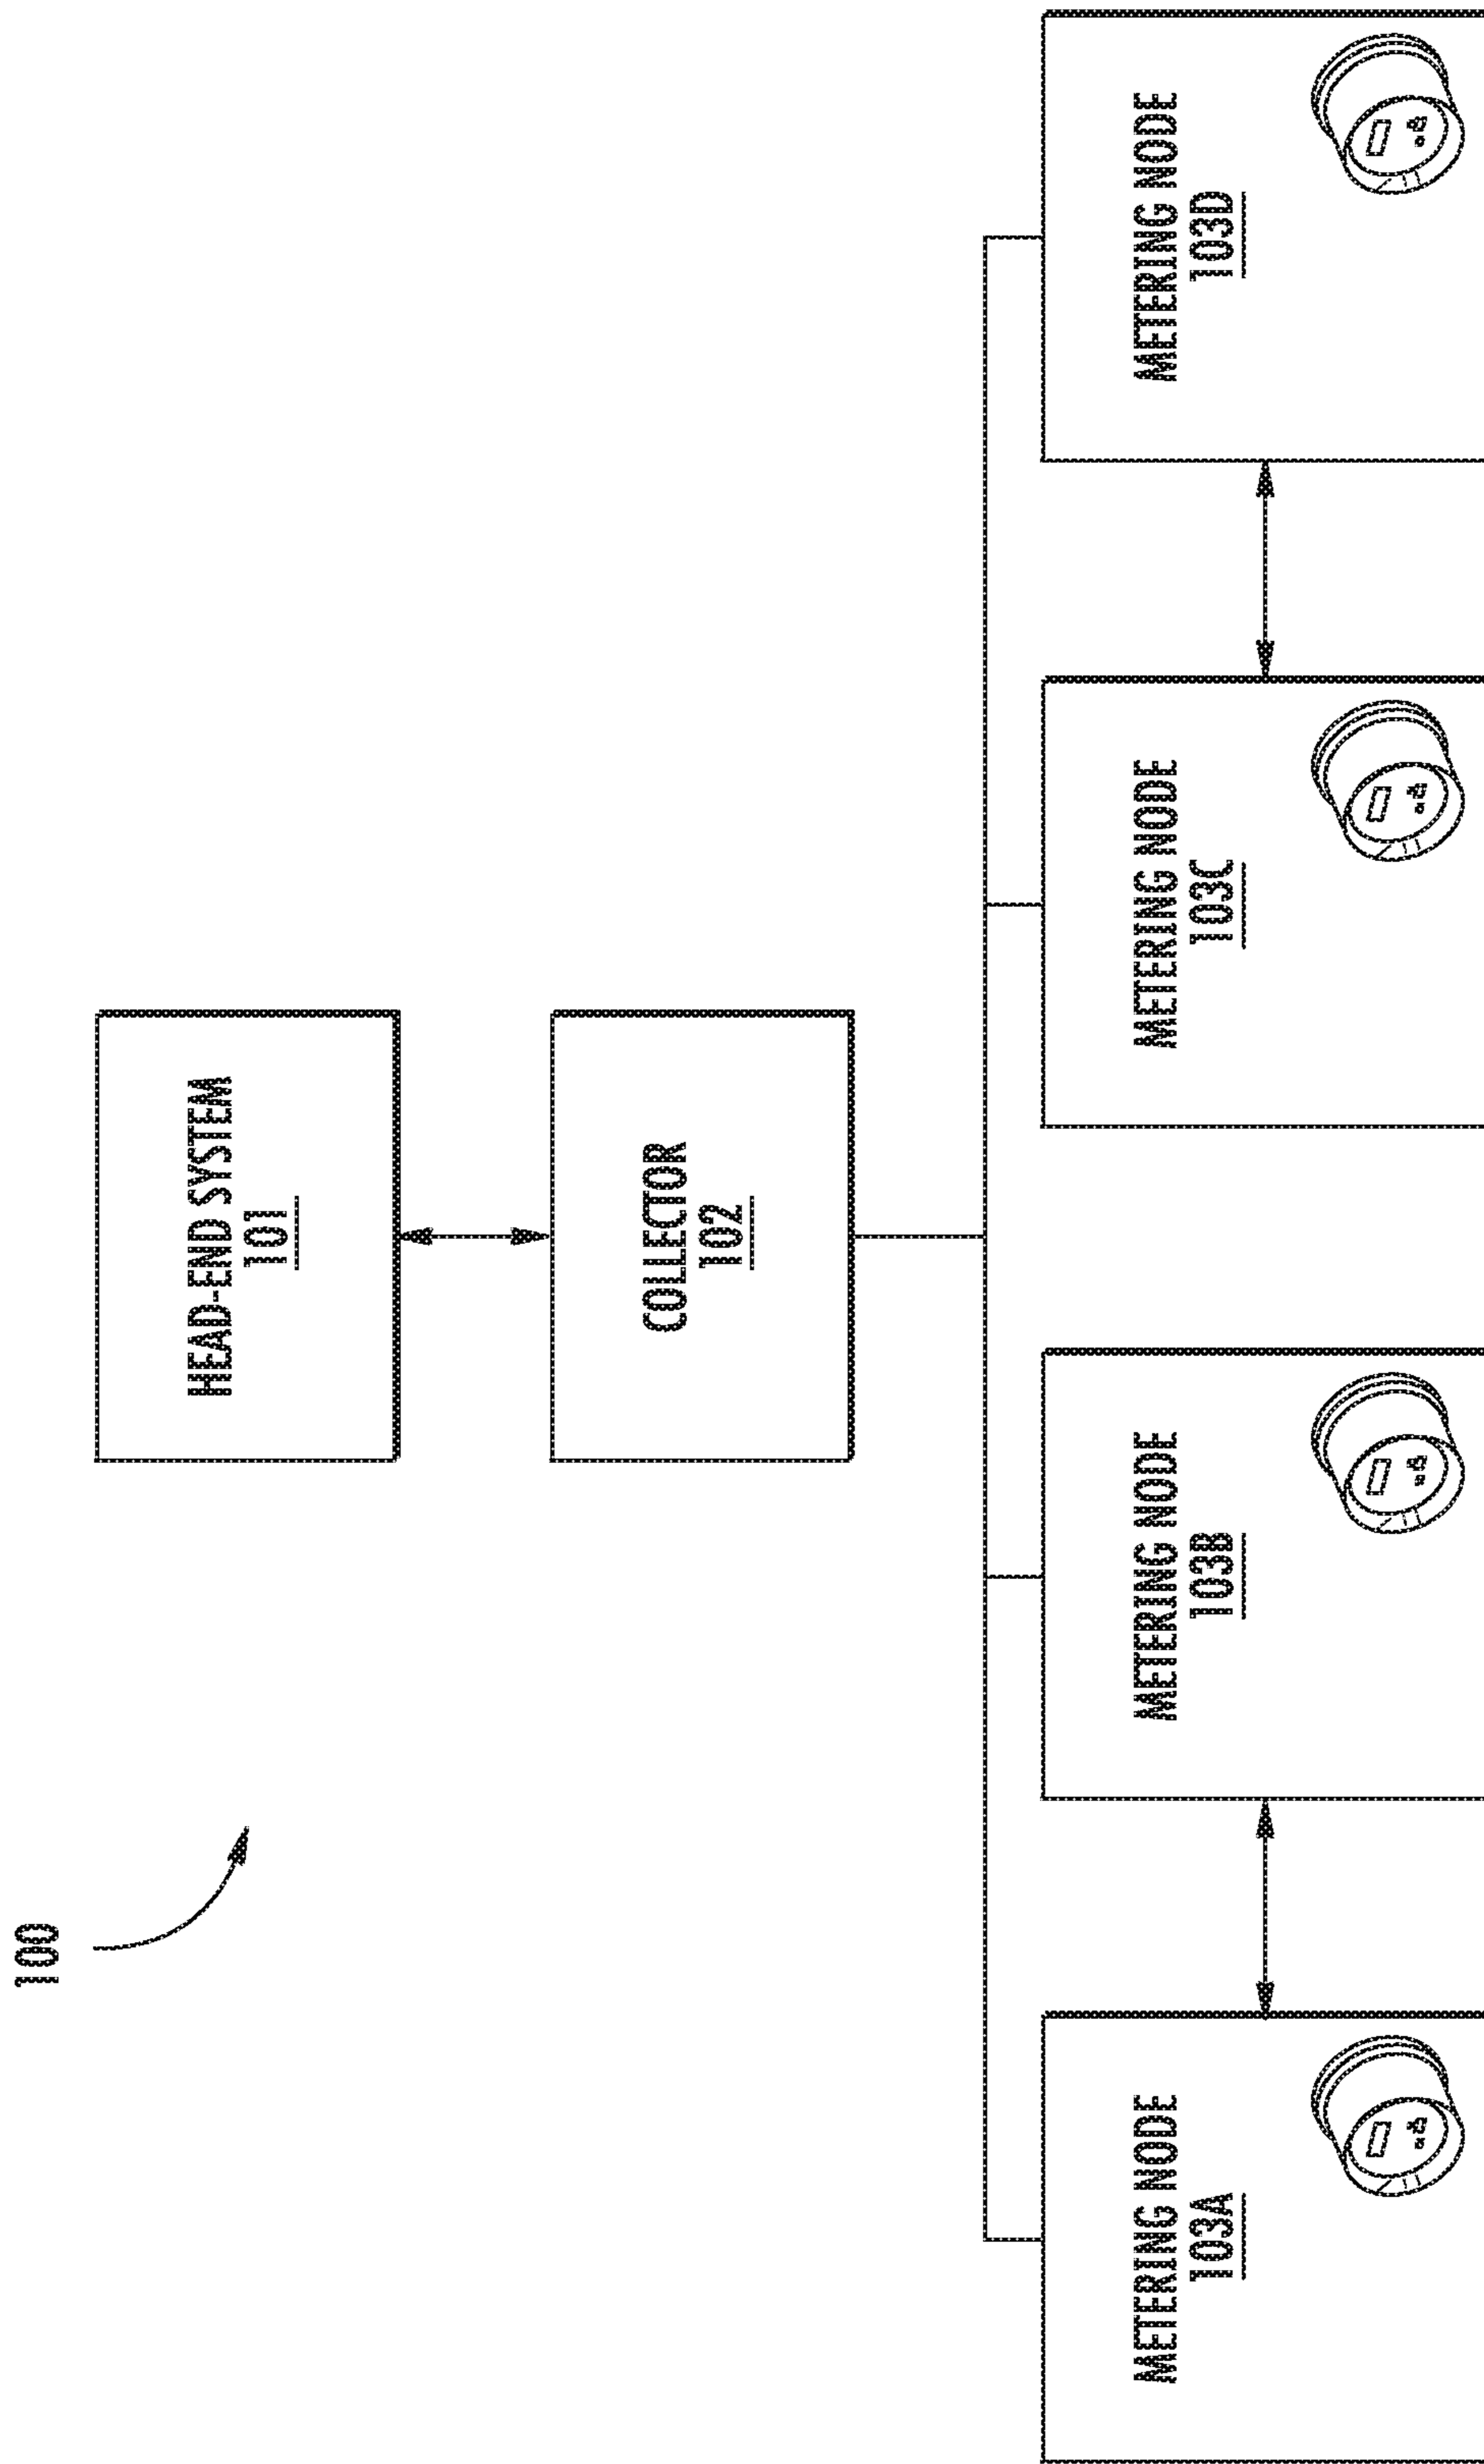 100
HEAD-END SYSTEM
101
COLLECTOR
102
METERING NODE
103A
METERING NODE
103B
METERING NODE
103C
METERING NODE
103D